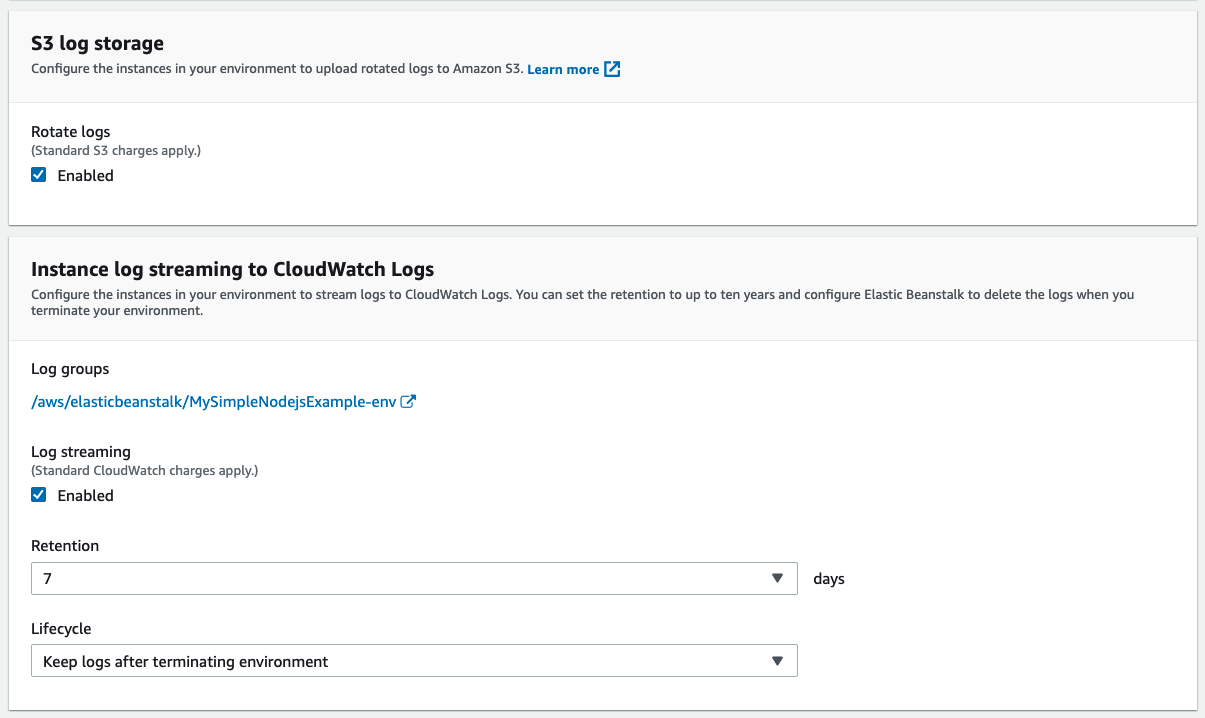 S3 log storage
Configure the instances in your environment to upload rotated logs to Amazon S3. Learn more
Rotate logs
(Standard S3 charges apply.)
Enabled
Instance log streaming to CloudWatch Logs
Configure the instances in your environment to stream logs to CloudWatch Logs. You can set the retention to up to ten years and configure Elastic Beanstalk to delete the logs when you
terminate your environment.
Log groups
/aws/elasticbeanstalk/MySimpleNodejsExample-env
Log streaming
(Standard CloudWatch charges apply.)
Enabled
Retention
7 days
Lifecycle
Keep logs after terminating environment